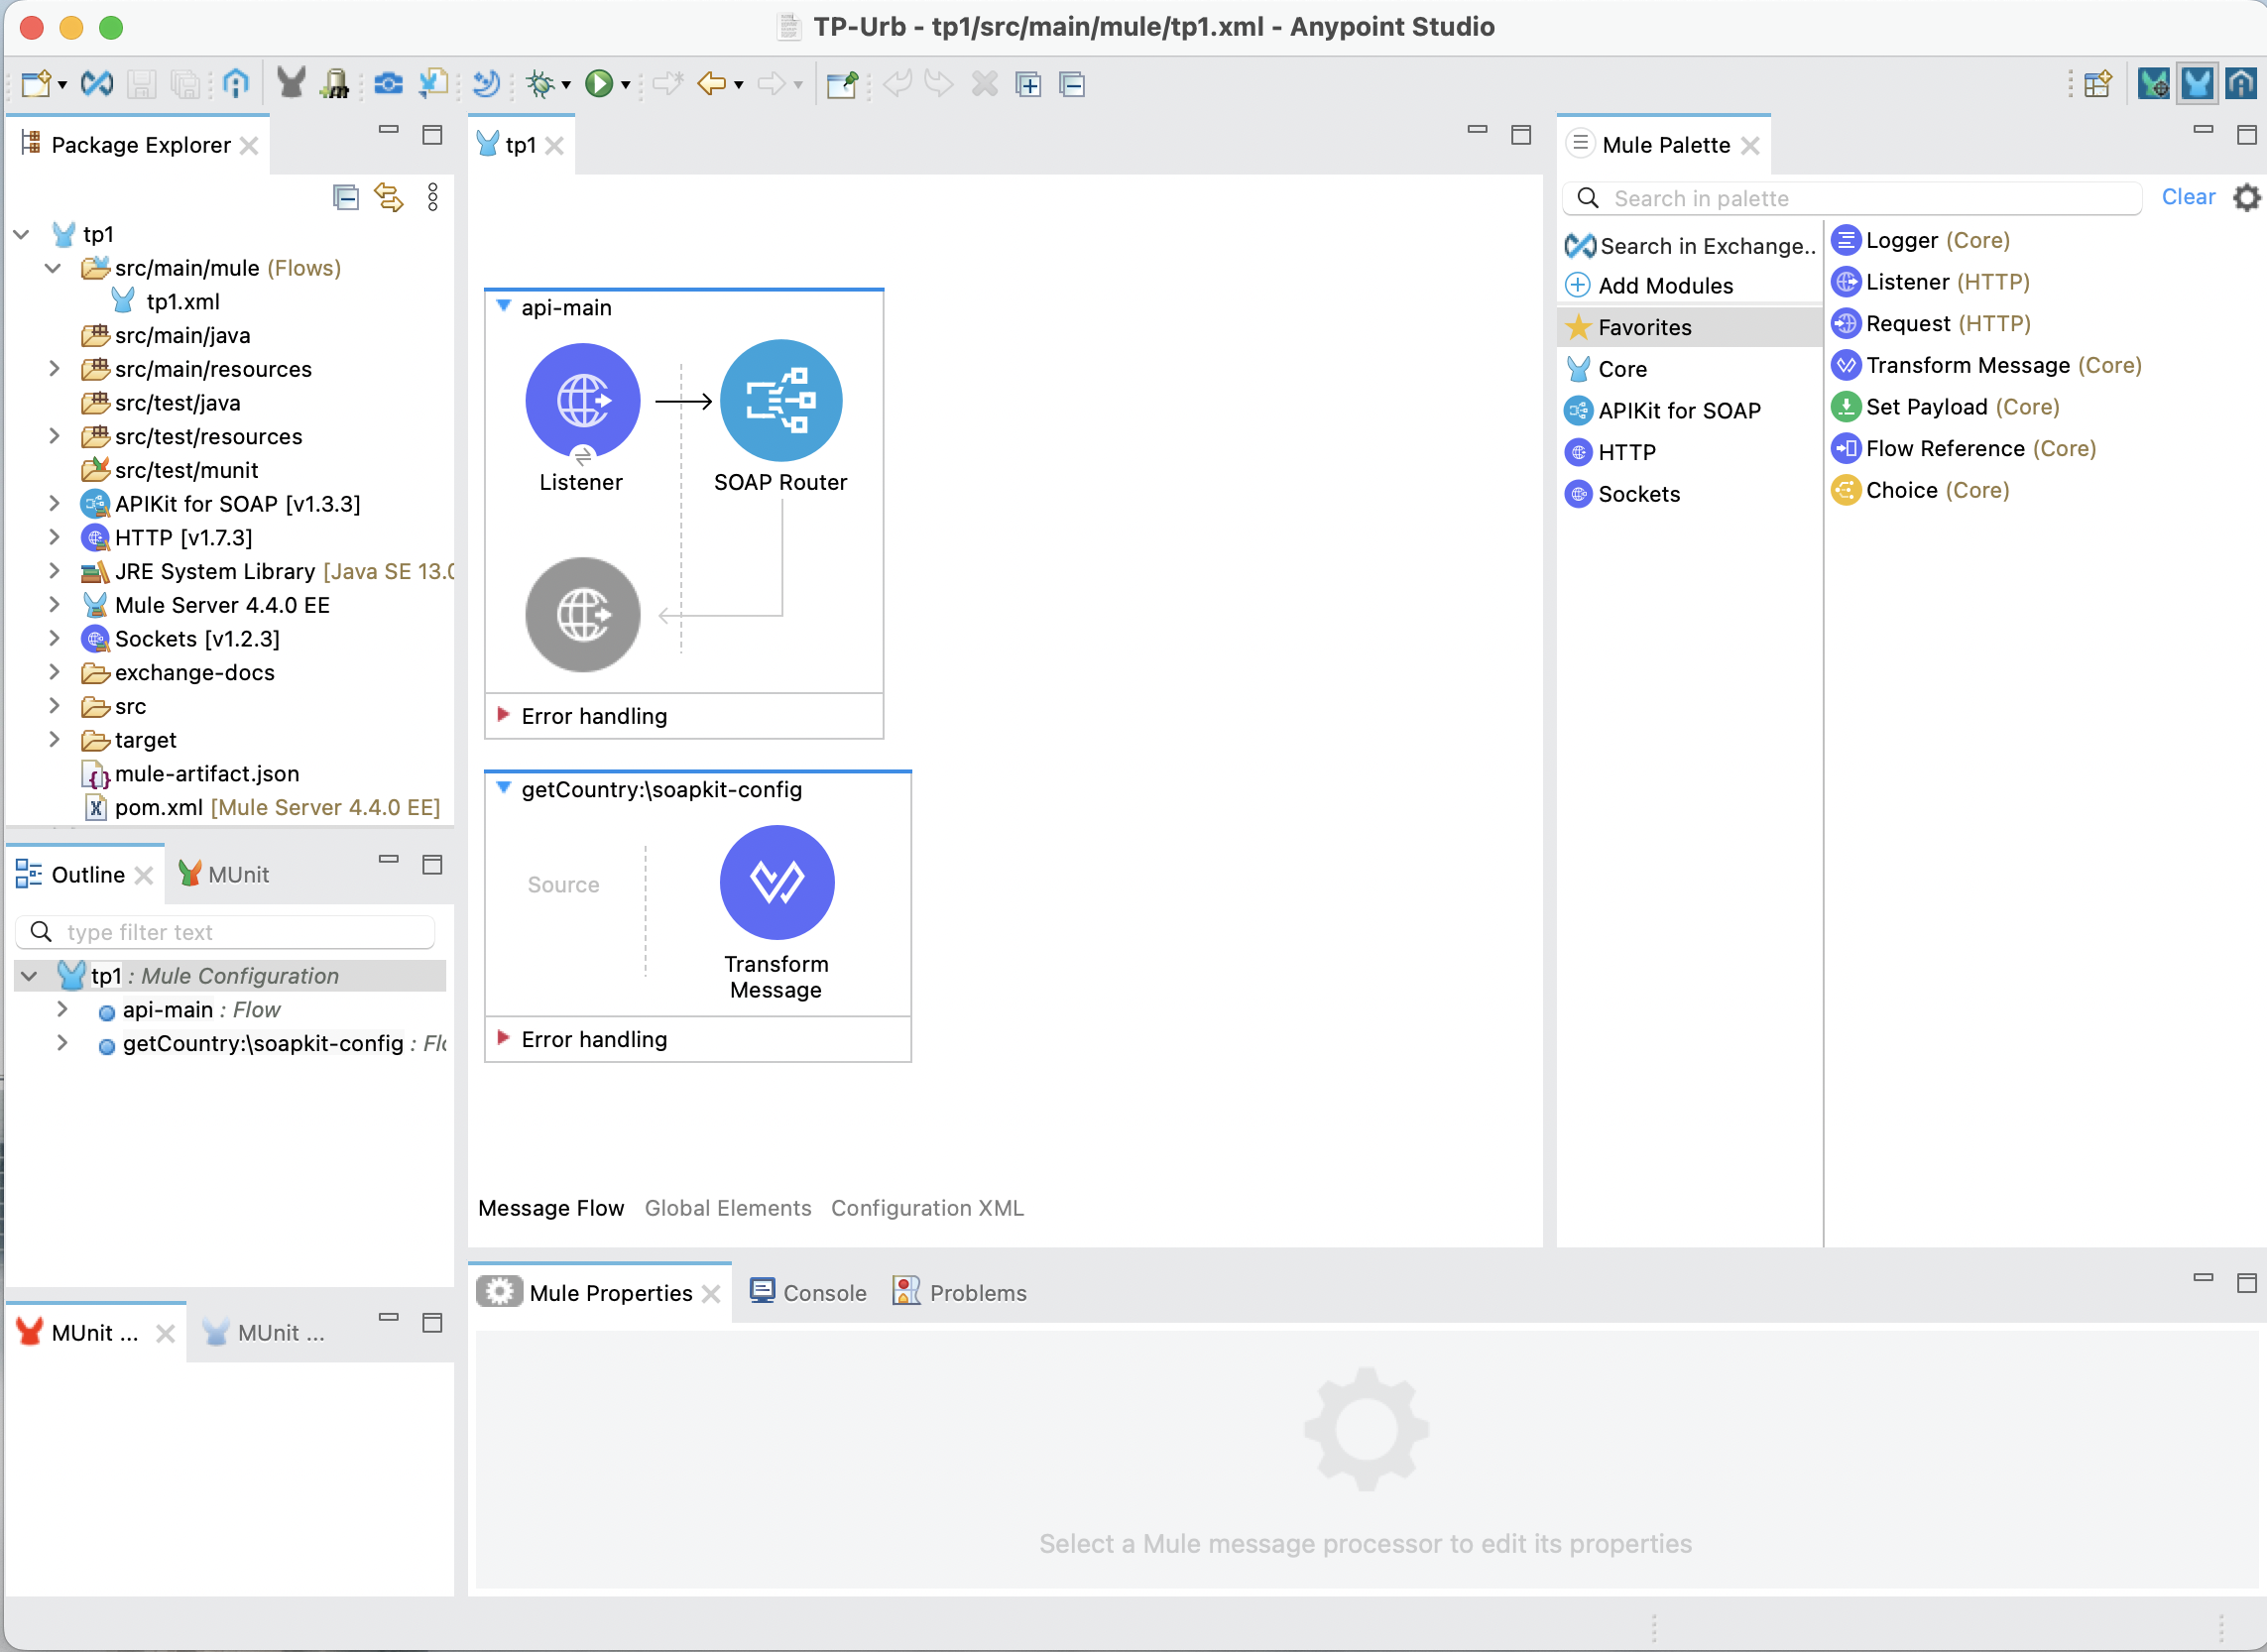 TP-Urb - tp1/src/main/mule/tp1.xml - Anypoint Studio
Package Explorer
tp1
src/main/mule (Flows)
tp1.xml
src/main/java
src/main/resources
src/test/java
src/test/resources
src/test/munit
APIKit for SOAP [v1.3.3]
HTTP [v1.7.3]
JRE System Library [Java SE 13.0
Mule Server 4.4.0 EE
Sockets [v1.2.3]
exchange-docs
src
target
mule-artifact.json
pom.xml [Mule Server 4.4.0 EE]
Outline
MUnit
type filter text
tp1 : Mule Configuration
api-main : Flow
getCountry:\soapkit-config : Flo
MUnit ...
MUnit ...
tp1
api-main
Listener
SOAP Router
Error handling
getCountry:\soapkit-config
Source
Transform
Message
Error handling
Message Flow
Global Elements
Configuration XML
Mule Properties
Console
Problems
Select a Mule message processor to edit its properties
Mule Palette
Search in palette
Clear
Search in Exchange..
Add Modules
Favorites
Core
APIKit for SOAP
HTTP
Sockets
Logger (Core)
Listener (HTTP)
Request (HTTP)
Transform Message (Core)
Set Payload (Core)
Flow Reference (Core)
Choice (Core)